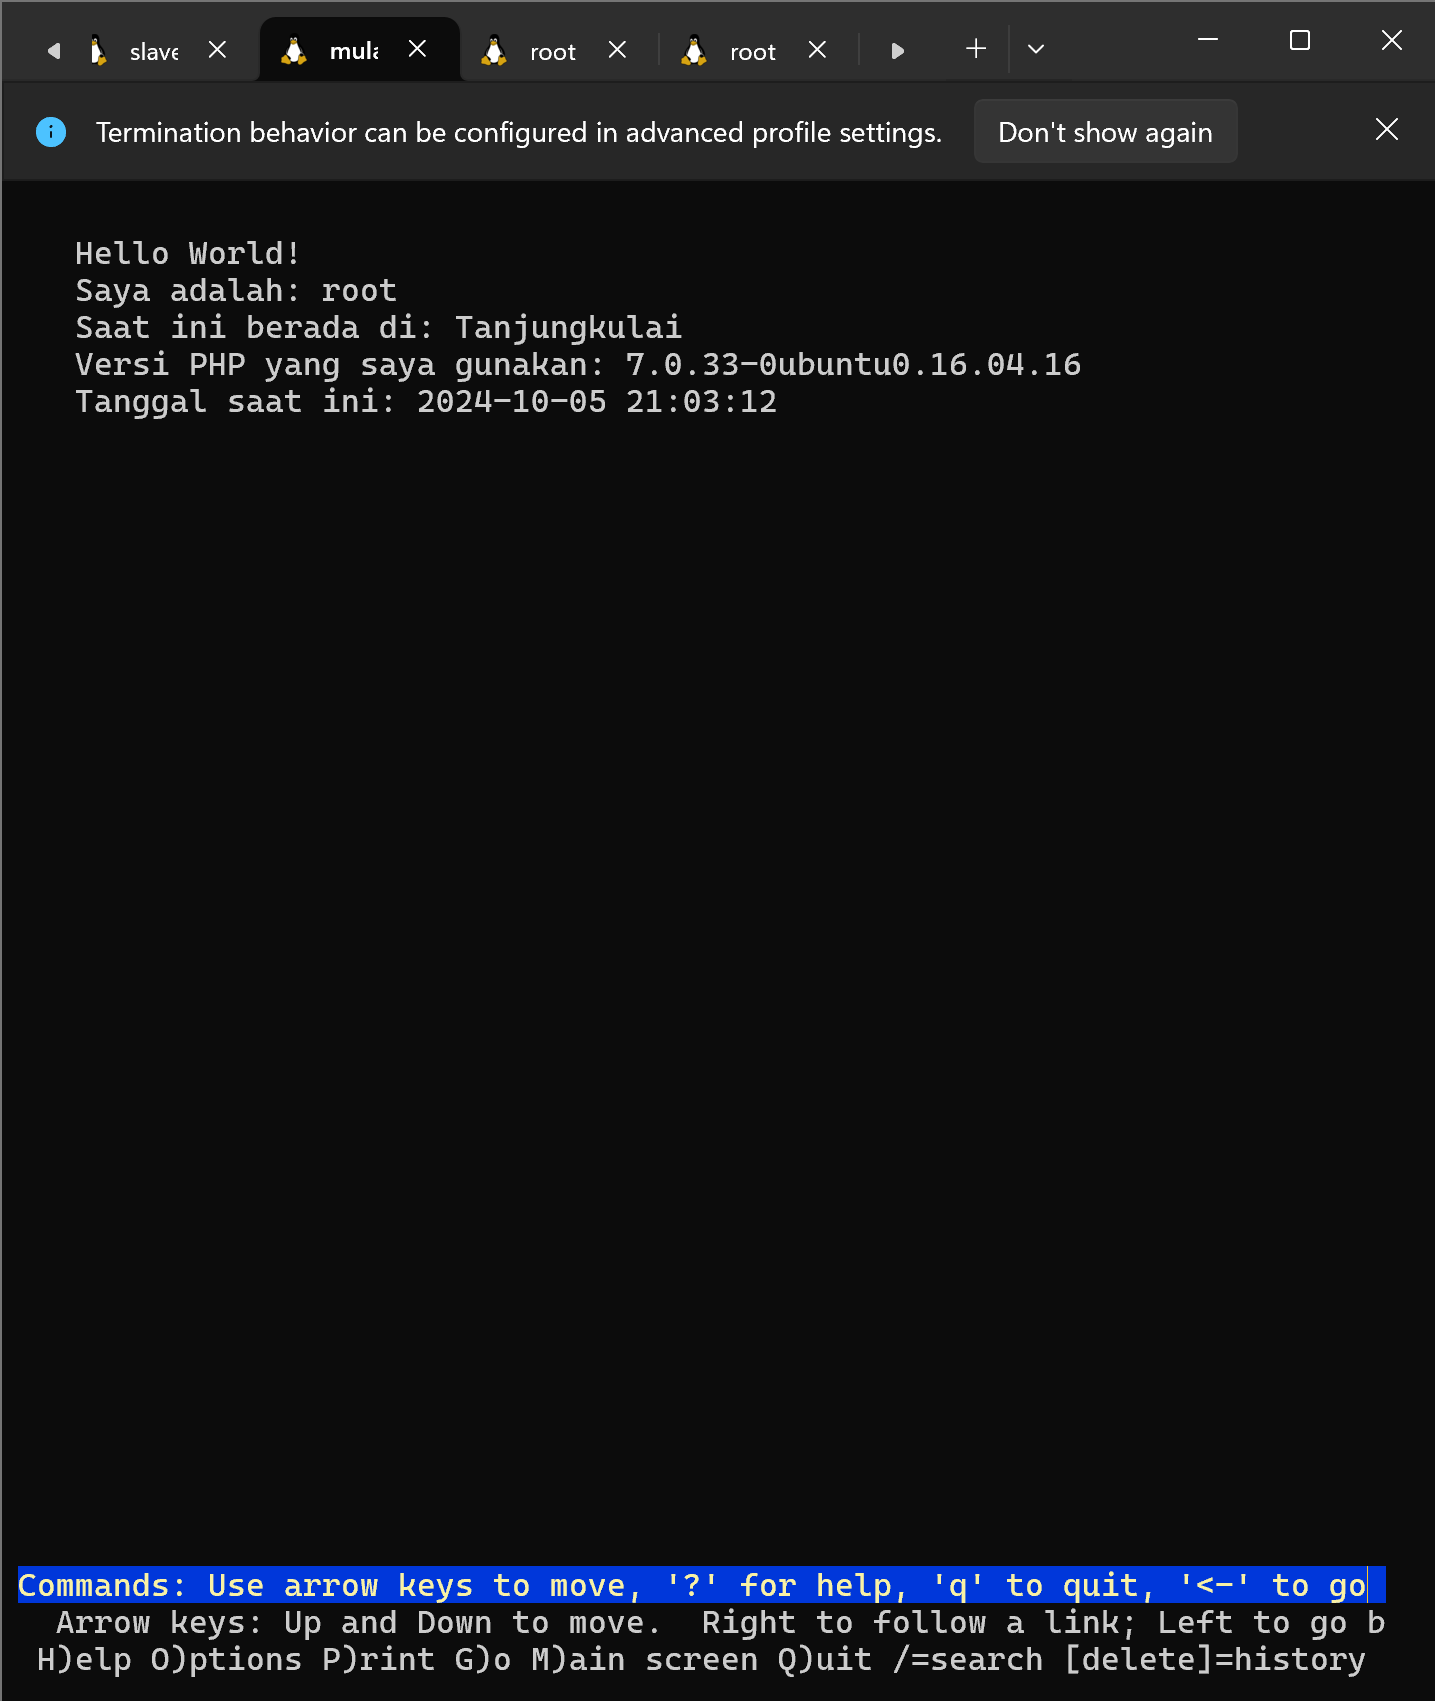 slave
mula
root
root
Termination behavior can be configured in advanced profile settings.
Don't show again
Hello World!
Saya adalah: root
Saat ini berada di: Tanjungkulai
Versi PHP yang saya gunakan: 7.0.33-0ubuntu0.16.04.16
Tanggal saat ini: 2024-10-05 21:03:12
Commands: Use arrow keys to move, '?' for help, 'q' to quit, '<-' to go
Arrow keys: Up and Down to move.  Right to follow a link; Left to go b
H)elp O)ptions P)rint G)o M)ain screen Q)uit /=search [delete]=history